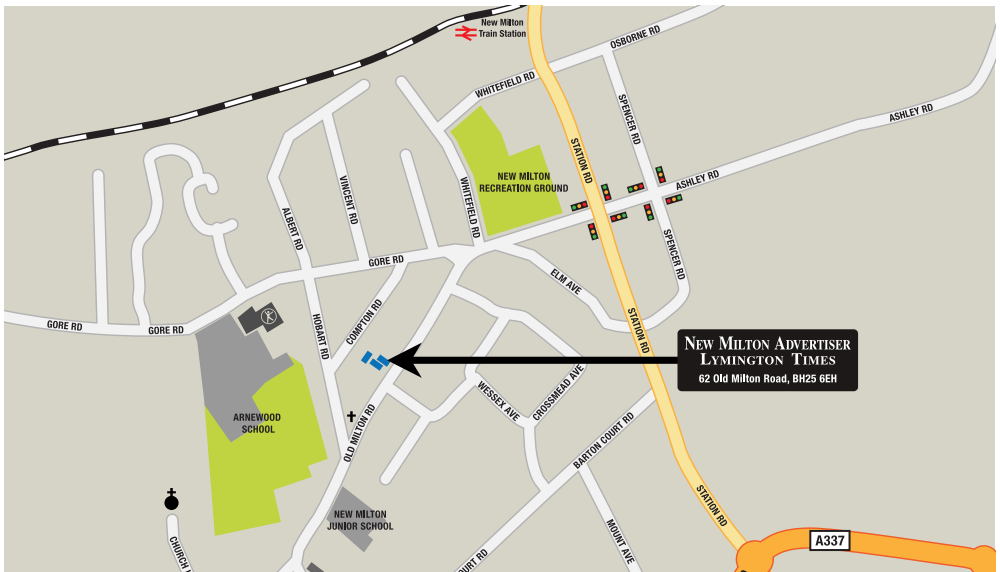 New Milton
Train Station
OSBORNE RD
WHITEFIELD RD
SPENCER RD
ASHLEY RD
STATION RD
NEW MILTON
RECREATION GROUND
ASHLEY RD
VINCENT RD
WHITEFIELD RD
ALBERT RD
SPENCER RD
GORE RD
ELM AVE
COMPTON RD
GORE RD
GORE RD
HOBART RD
STATION RD
NEW MILTON ADVERTISER
LYMINGTON TIMES
62 Old Milton Road, BH25 6EH
WESSEX AVE
CROSSMEAD AVE
ARNEWOOD
SCHOOL
OLD MILTON RD
BARTON COURT RD
STATION RD
NEW MILTON
JUNIOR SCHOOL
MOUNT AVE
A337
CHURCH
COURT RD